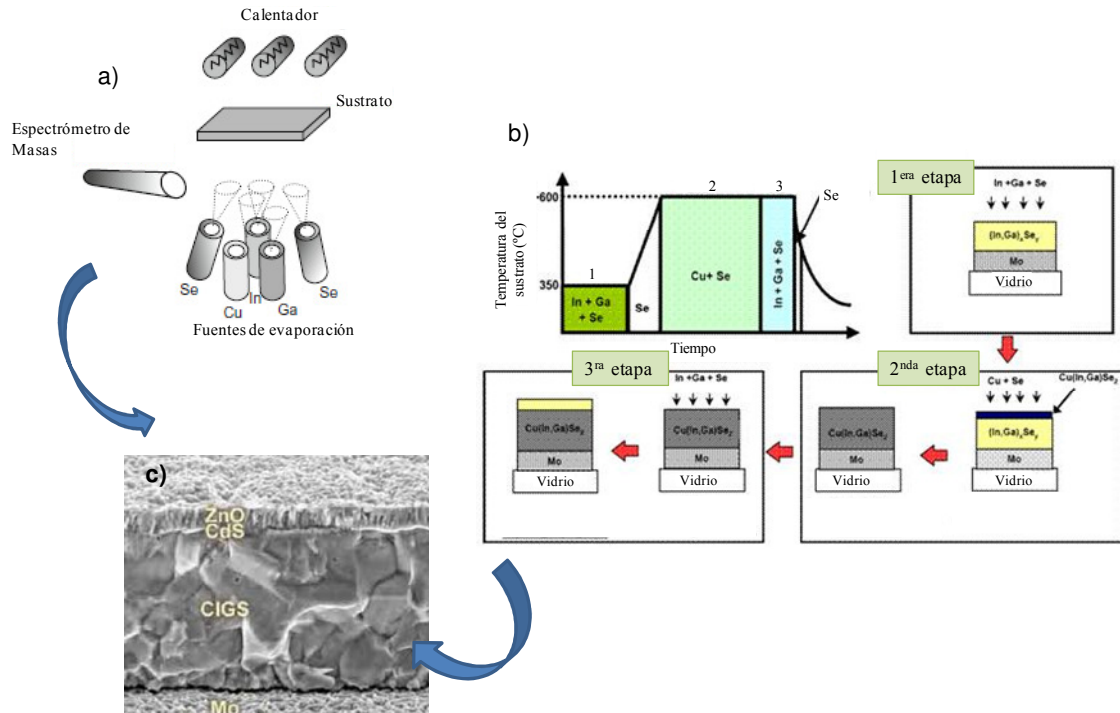 Calentador
a)
Sustrato
Espectrómetro de
Masas
Se
Cu
In
Ga
Se
Fuentes de evaporación
b)
Temperatura del
sustrato (°C)
-600
350
1
2
3
Se
In + Ga
+ Se
Se
Cu+ Se
In + Ga + Se
Tiempo
1era etapa
In +Ga + Se
(In,Ga)xSey
Mo
Vidrio
2nda etapa
Cu + Se
Cu(In,Ga)Se2
(In,Ga)xSey
Mo
Vidrio
Cu(In,Ga)Se2
Mo
Vidrio
3ra etapa
In +Ga + Se
Cu(In,Ga)Se2
Mo
Vidrio
Cu(In,Ga)Se2
Mo
Vidrio
c)
ZnO
CdS
CIGS
Mo